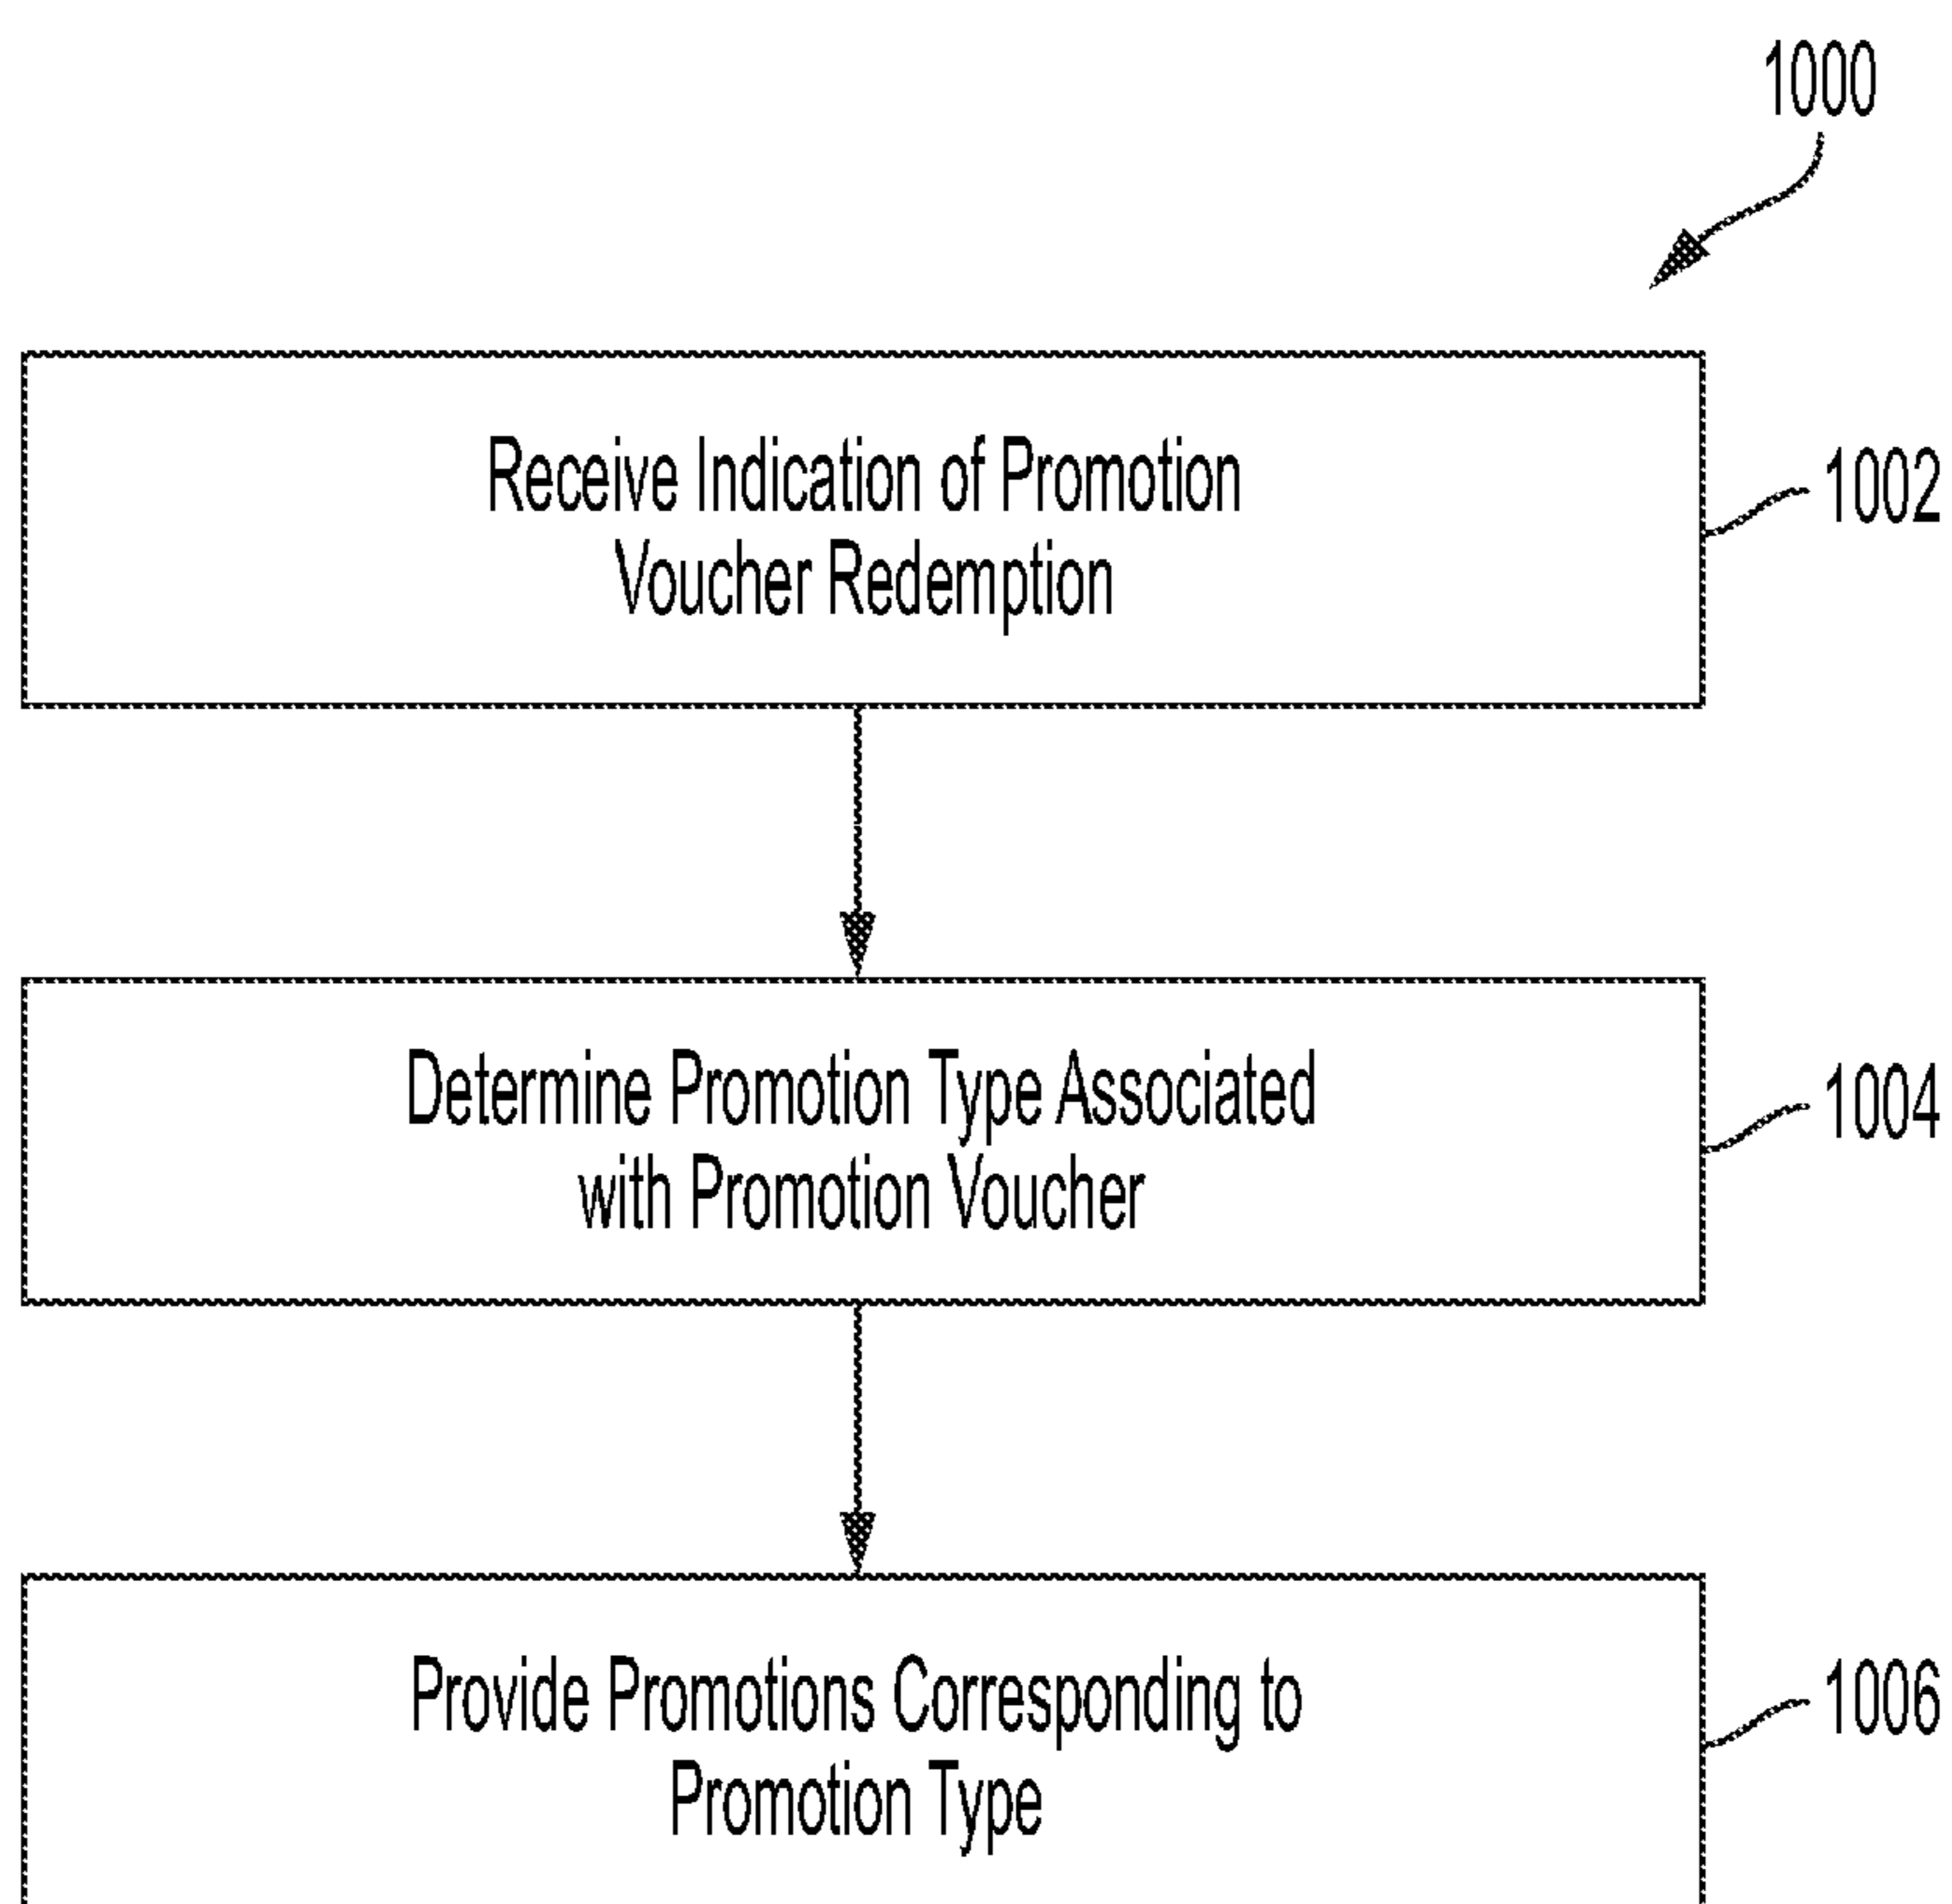 1000
Receive Indication of Promotion
Voucher Redemption
1002
Determine Promotion Type Associated
with Promotion Voucher
1004
Provide Promotions Corresponding to
Promotion Type
1006